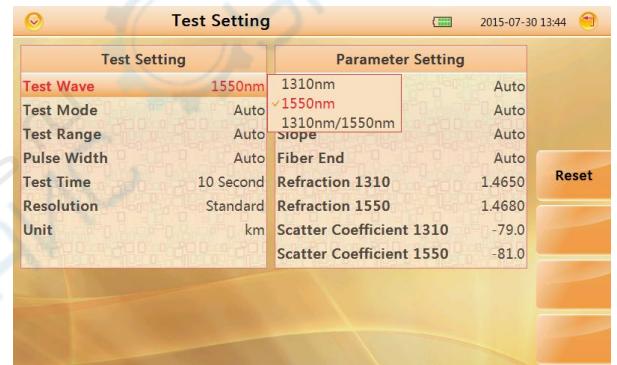 Test Setting
2015-07-30 13:44
Test Setting
Test Wave 1550nm
Test Mode Auto
Test Range Auto
Pulse Width Auto
Test Time 10 Second
Resolution Standard
Unit km
1310nm
1550nm
1310nm/1550nm
Parameter Setting
Auto
Auto
Slope Auto
Fiber End Auto
Refraction 1310 1.4650
Refraction 1550 1.4680
Scatter Coefficient 1310 -79.0
Scatter Coefficient 1550 -81.0
Reset